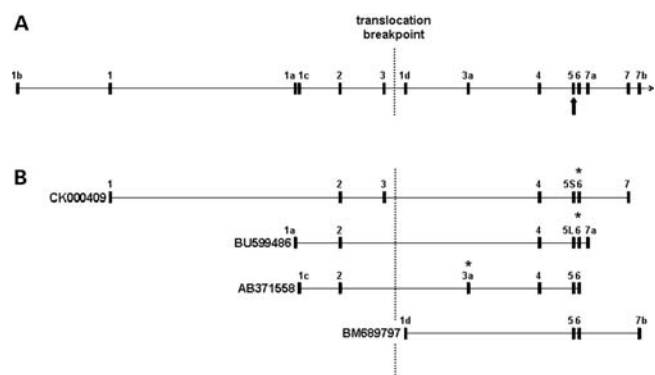 translocation
breakpoint
A
1b 1 1a 1c 2 3 1d 3a 4 5 6 7a 7 7b
B
* 
1 2 3 4 5S 6 7
CK000409
*
1a 2 4 5L 6 7a
BU599486
*
1c 2 3a 4 5 6
AB371558
1d 5 6 7b
BM689797